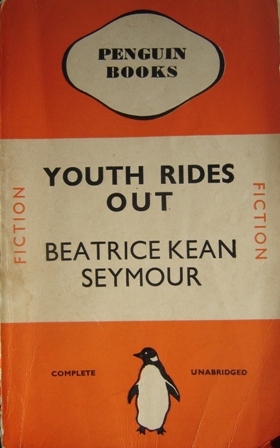 PENGUIN
BOOKS
YOUTH RIDES
OUT
FICTION
FICTION
BEATRICE KEAN
SEYMOUR
COMPLETE
UNABRIDGED